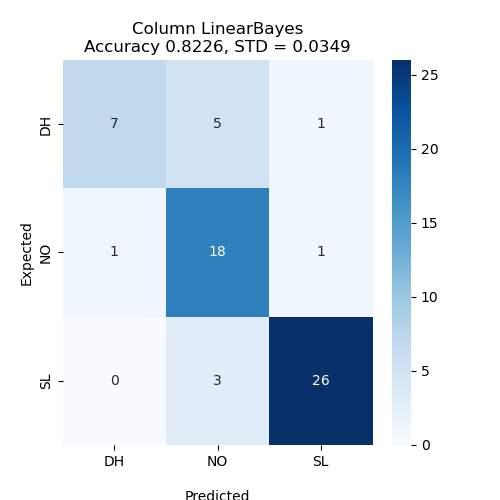 Column LinearBayes
Accuracy 0.8226, STD = 0.0349
DH 7 5 1
NO 1 18 1
SL 0 3 26
Expected
DH NO SL
Predicted
25
20
15
10
5
0